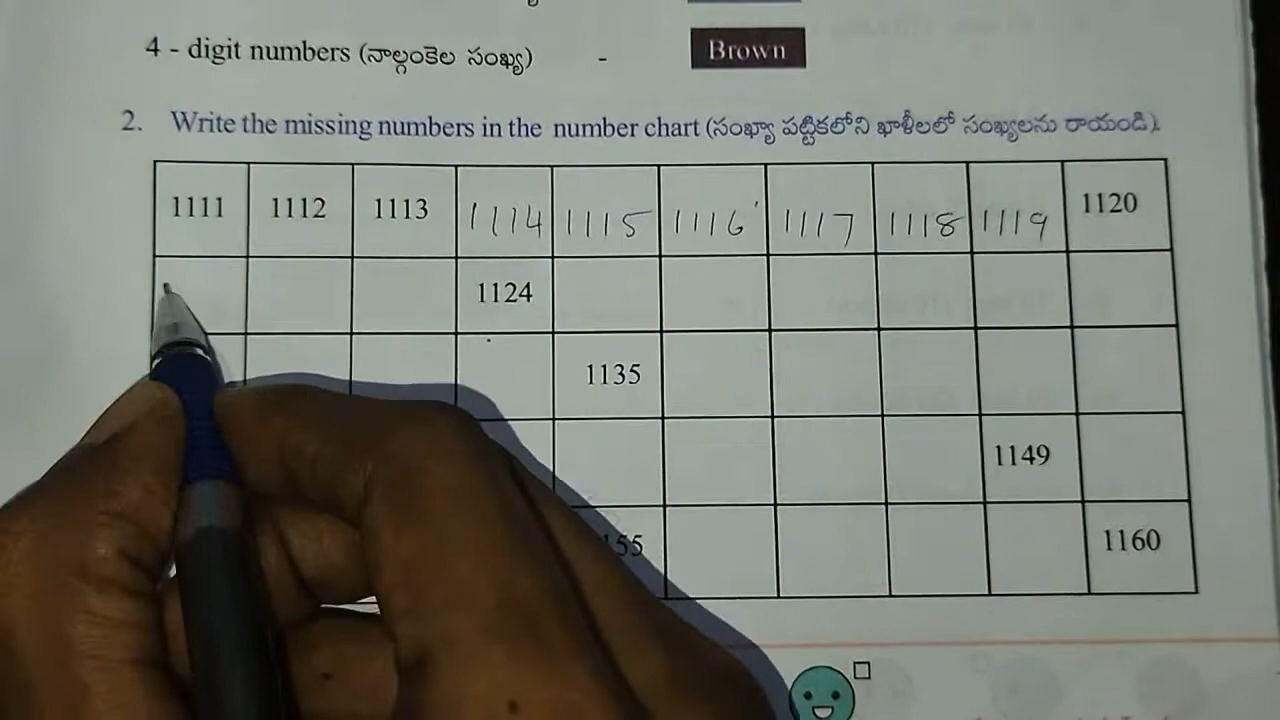 4 - digit numbers (నాల్గంకెల సంఖ్య) - Brown
2. Write the missing numbers in the number chart (సంఖ్యా పట్టికలోని ఖాళీలలో సంఖ్యలను రాయండి).
1111 1112 1113 1114 1115 1116 1117 1118 1119 1120
1124
1135
1149
1160